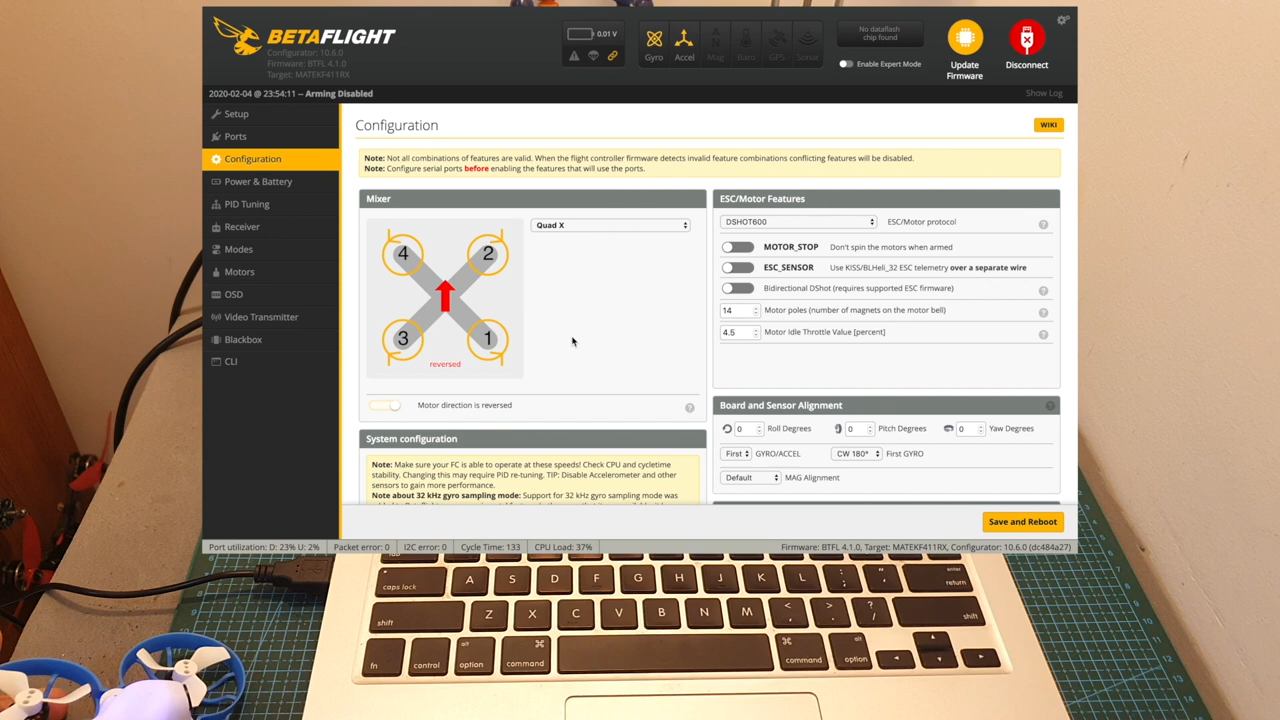 BETAFLIGHT
Configurator: 10.6.0
Firmware: BTFL 4.1.0
Target: MATEKF411RX
0.01 V
Gyro
Accel
Mag
Baro
GPS
Sonar
No dataflash
chip found
Enable Expert Mode
Update
Firmware
Disconnect
2020-02-04 @ 23:54:11 -- Arming Disabled
Show Log
Setup
Ports
Configuration
Power & Battery
PID Tuning
Receiver
Modes
Motors
OSD
Video Transmitter
Blackbox
CLI
Configuration
WIKI
Note: Not all combinations of features are valid. When the flight controller firmware detects invalid feature combinations conflicting features will be disabled.
Note: Configure serial ports before enabling the features that will use the ports.
Mixer
Quad X
4
2
3
1
reversed
Motor direction is reversed
?
System configuration
Note: Make sure your FC is able to operate at these speeds! Check CPU and cycletime
stability. Changing this may require PID re-tuning. TIP: Disable Accelerometer and other
sensors to gain more performance.
Note about 32 kHz gyro sampling mode: Support for 32 kHz gyro sampling mode was
ESC/Motor Features
DSHOT600
ESC/Motor protocol
?
MOTOR_STOP Don't spin the motors when armed
ESC_SENSOR Use KISS/BLHeli_32 ESC telemetry over a separate wire
Bidirectional DShot (requires supported ESC firmware)
?
14 Motor poles (number of magnets on the motor bell)
?
4.5 Motor Idle Throttle Value [percent]
?
Board and Sensor Alignment
?
0 Roll Degrees
0 Pitch Degrees
0 Yaw Degrees
First GYRO/ACCEL
CW 180° First GYRO
Default MAG Alignment
Save and Reboot
Port utilization: D: 23% U: 2%
Packet error: 0
I2C error: 0
Cycle Time: 133
CPU Load: 37%
Firmware: BTFL 4.1.0, Target: MATEKF411RX, Configurator: 10.6.0 (dc484a27)
caps lock
A
S
D
F
G
H
J
K
L
:
;
"
'
enter
return
shift
Z
X
C
V
B
N
M
<
,
>
.
?
/
shift
fn
control
alt
option
⌘
command
⌘
command
alt
option